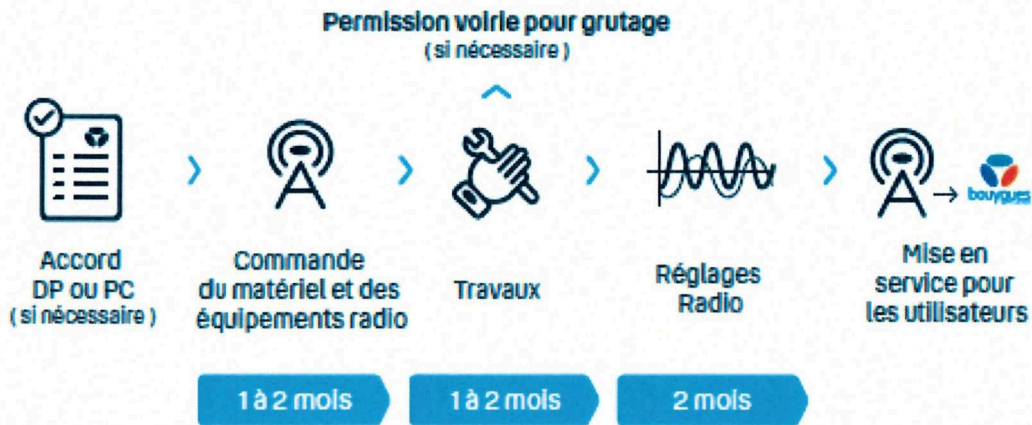 Permission voirie pour grutage
( si nécessaire )
Accord
DP ou PC
( si nécessaire )
Commande
du matériel et des
équipements radio
Travaux
Réglages
Radio
bouygues
Mise en
service pour
les utilisateurs
1 à 2 mois
1 à 2 mois
2 mois